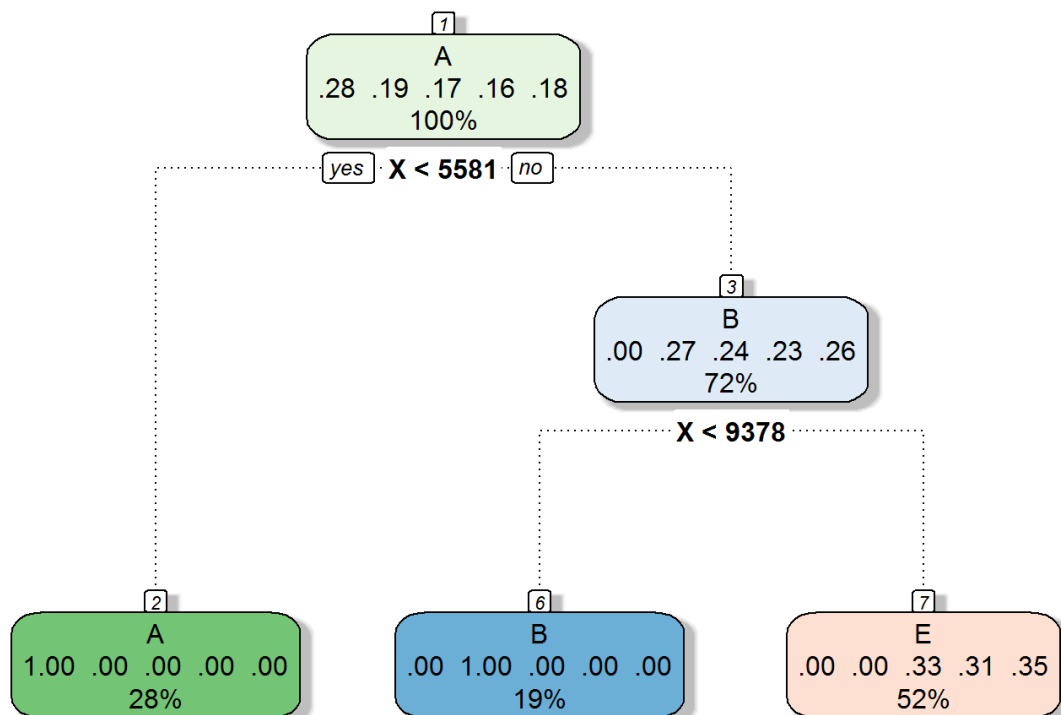 1
A
.28 .19 .17 .16 .18
100%
yes X < 5581 no
3
B
.00 .27 .24 .23 .26
72%
X < 9378
2
A
1.00 .00 .00 .00 .00
28%
6
B
.00 1.00 .00 .00 .00
19%
7
E
.00 .00 .33 .31 .35
52%